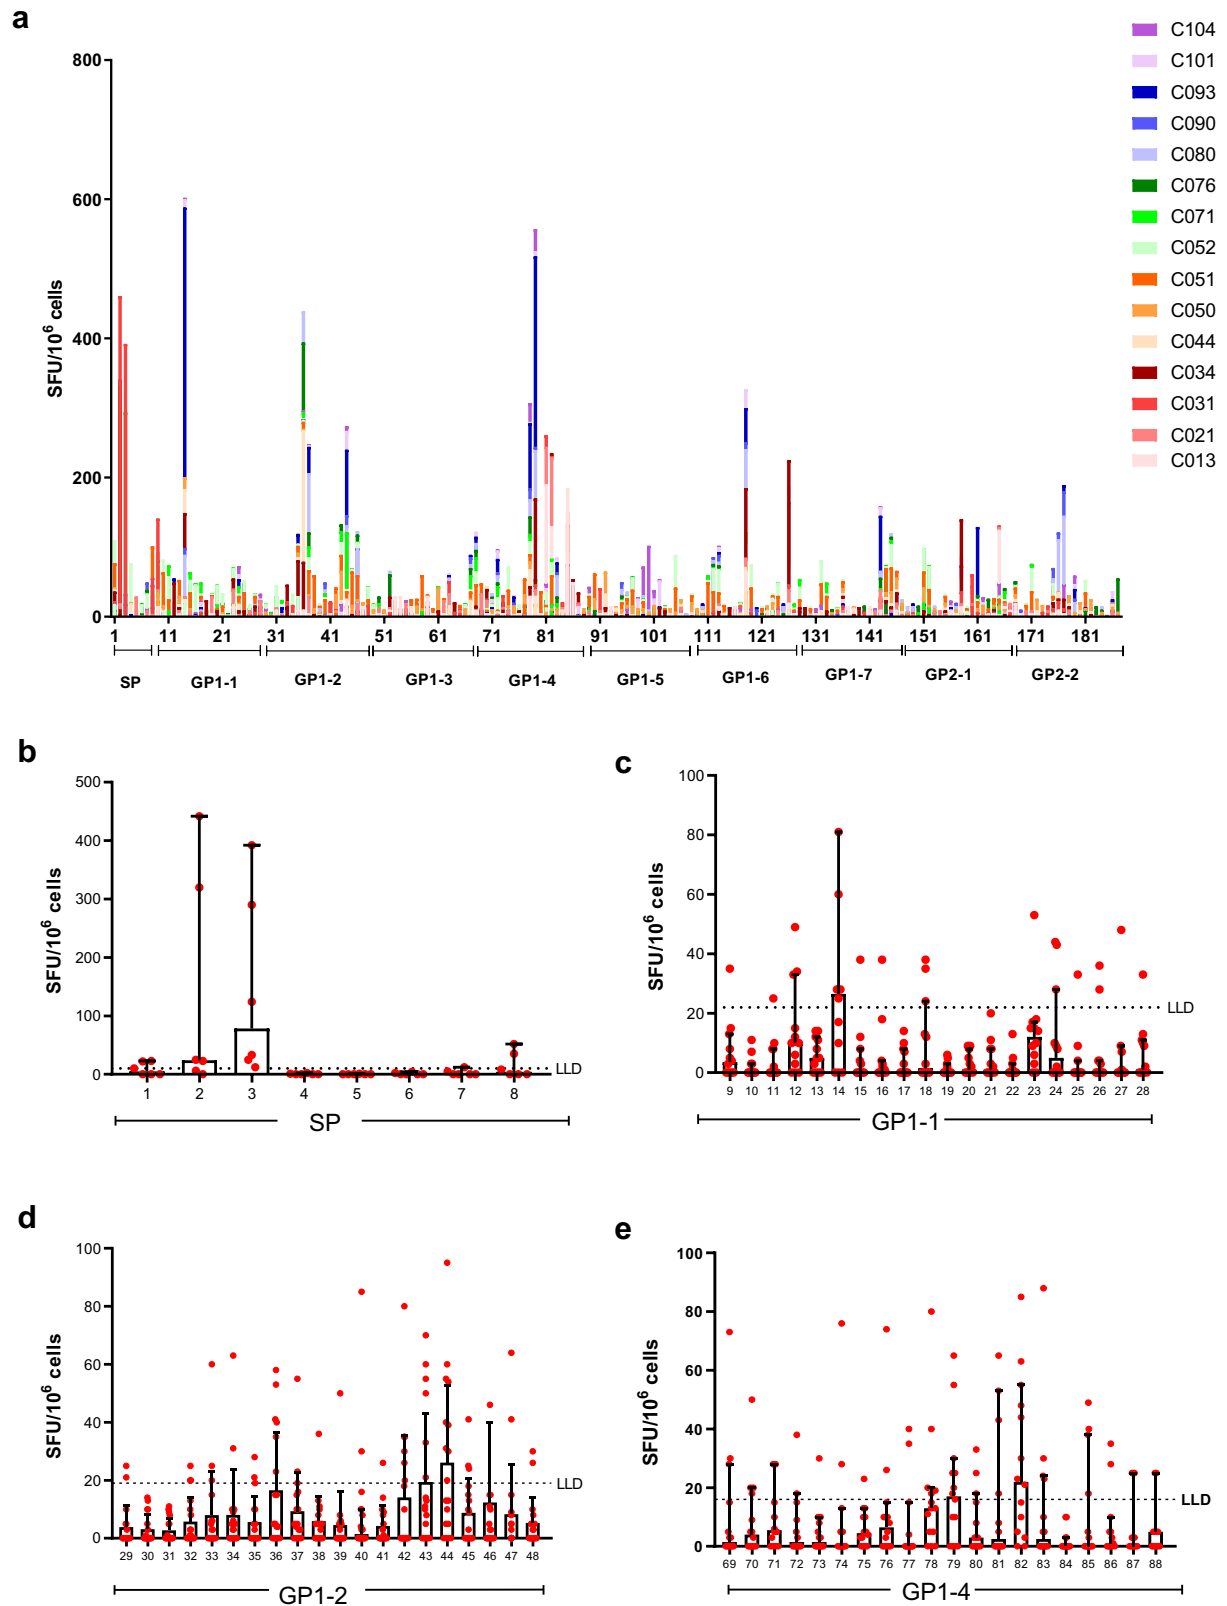 a
C104
C101
C093
C090
C080
C076
C071
C052
C051
C050
C044
C034
C031
C021
C013
SFU/10⁶ cells
800
600
400
200
0
1 11 21 31 41 51 61 71 81 91 101 111 121 131 141 151 161 171 181
SP GP1-1 GP1-2 GP1-3 GP1-4 GP1-5 GP1-6 GP1-7 GP2-1 GP2-2
b
SFU/10⁶ cells
500
400
300
200
100
0
LLD
1 2 3 4 5 6 7 8
SP
c
SFU/10⁶ cells
100
80
60
40
20
0
LLD
9 10 11 12 13 14 15 16 17 18 19 20 21 22 23 24 25 26 27 28
GP1-1
d
SFU/10⁶ cells
100
80
60
40
20
0
LLD
29 30 31 32 33 34 35 36 37 38 39 40 41 42 43 44 45 46 47 48
GP1-2
e
SFU/10⁶ cells
100
80
60
40
20
0
LLD
69 70 71 72 73 74 75 76 77 78 79 80 81 82 83 84 85 86 87 88
GP1-4